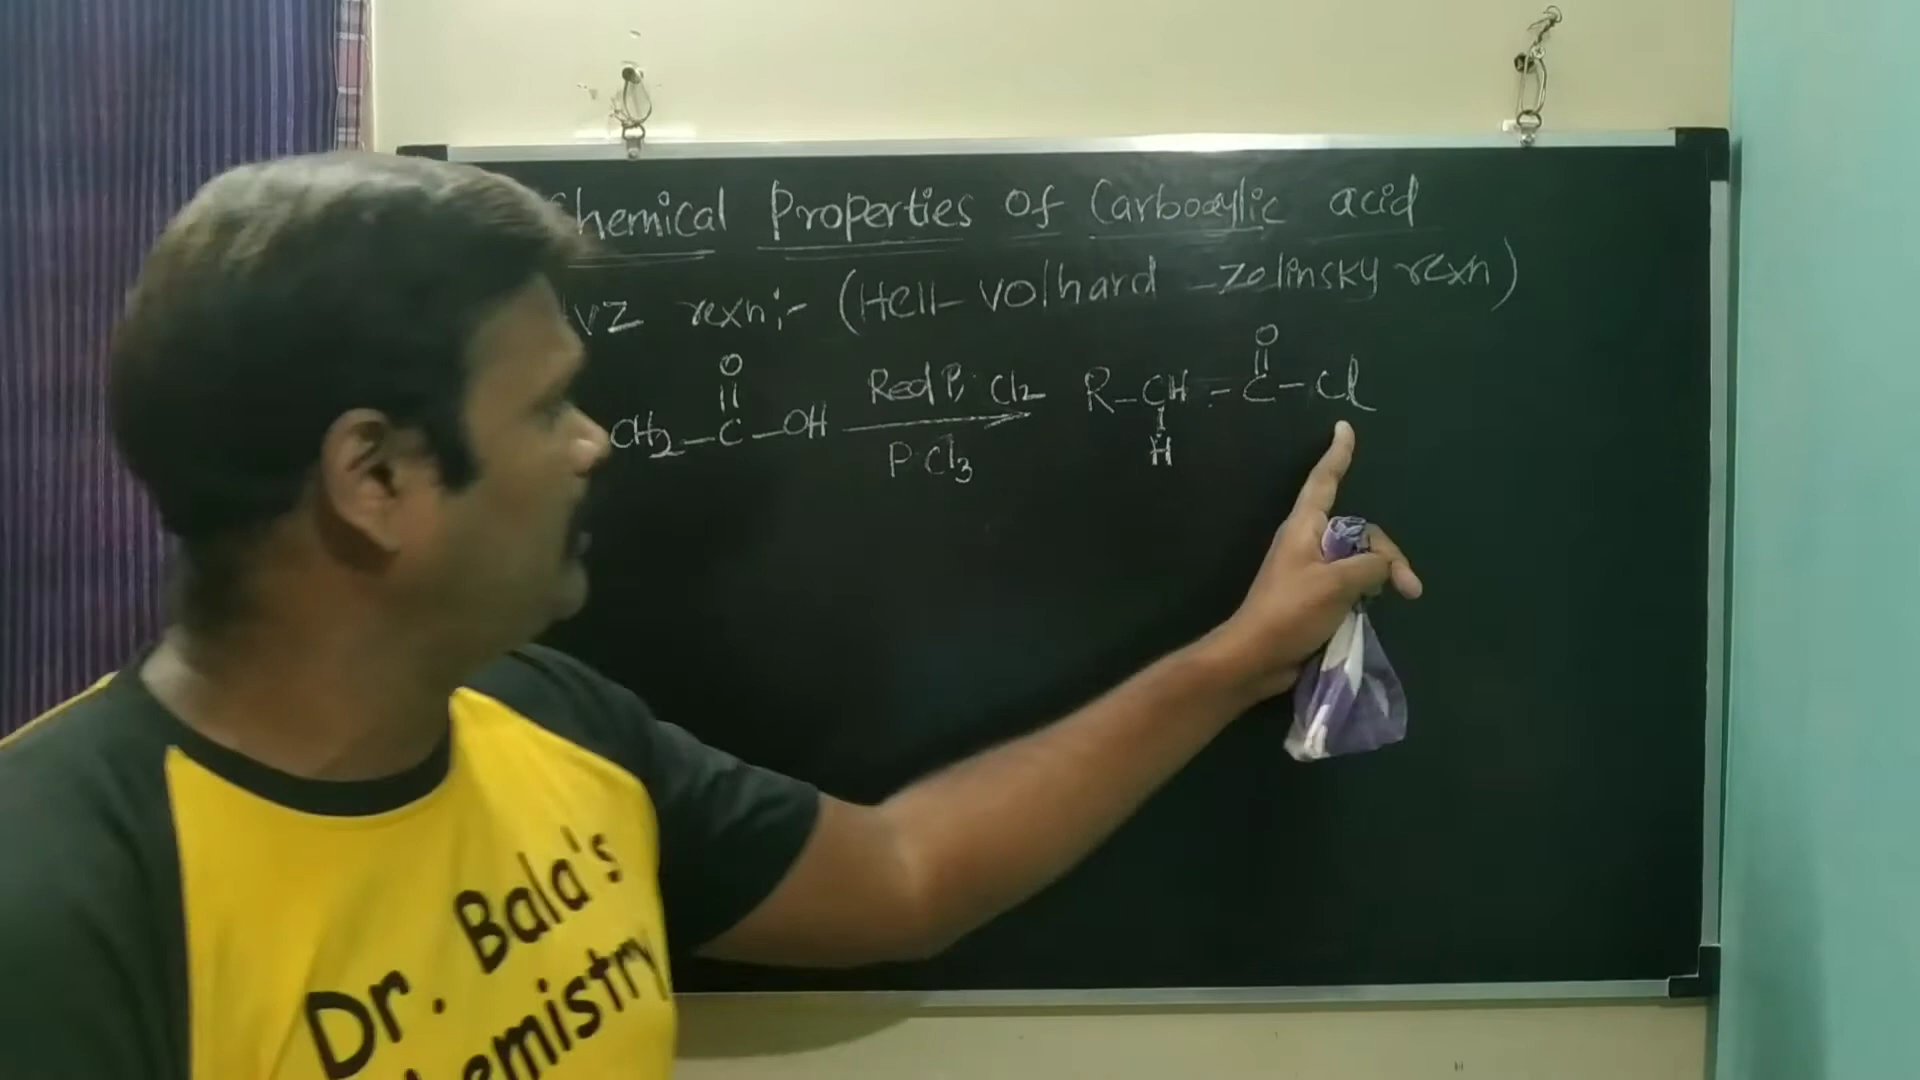 hemical Properties of Carboxylic acid
VZ rexn:- (Hell-Volhard-Zelinsky rexn)
O
CH2-C-OH
Red P, Cl2
PCl3
O
R-CH-C-Cl
H
Dr. Bala's
emistry